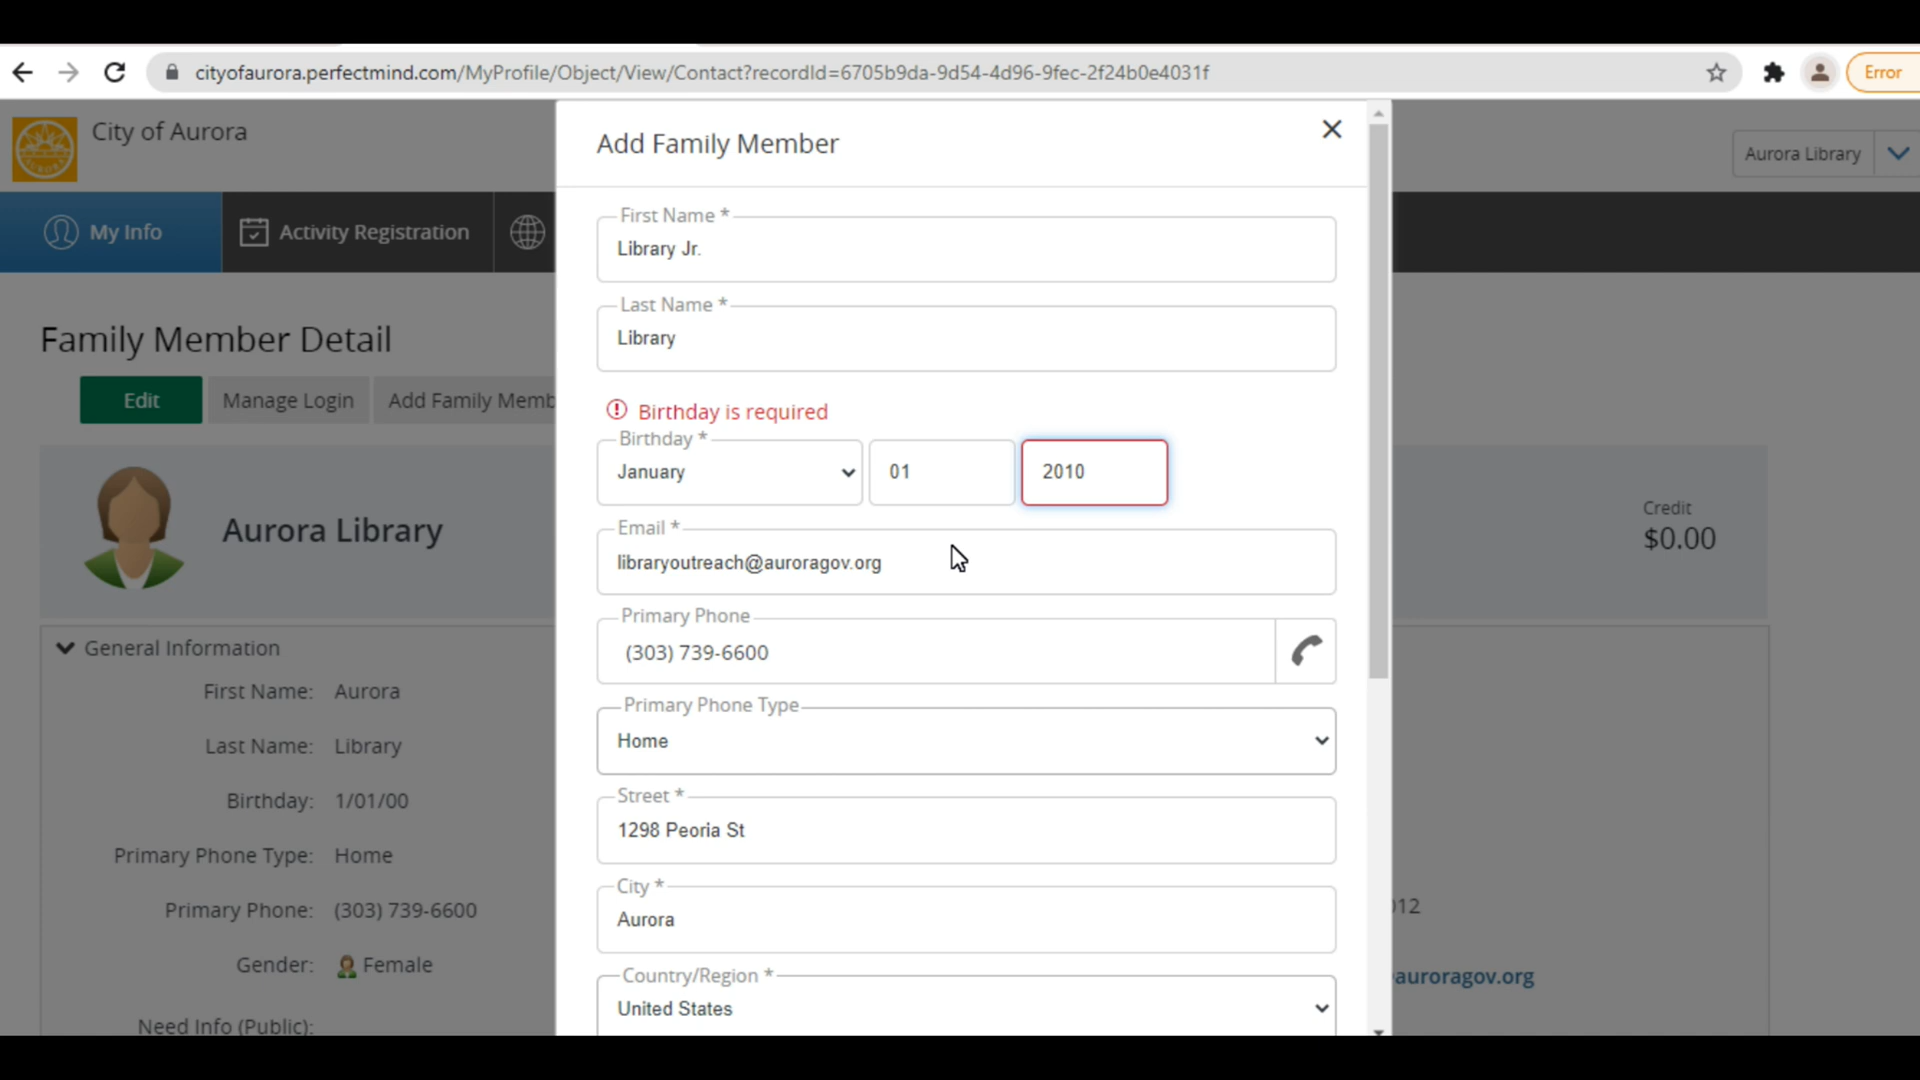 cityofaurora.perfectmind.com/MyProfile/Object/View/Contact?recordId=6705b9da-9d54-4d96-9fec-2f24b0e4031f
Error
City of Aurora
Aurora Library
My Info
Activity Registration
Family Member Detail
Edit
Manage Login
Add Family Memb
Aurora Library
Credit
$0.00
General Information
First Name: Aurora
Last Name: Library
Birthday: 1/01/00
Primary Phone Type: Home
Primary Phone: (303) 739-6600
Gender: Female
Need Info (Public):
012
auroragov.org
Add Family Member
First Name *
Library Jr.
Last Name *
Library
Birthday is required
Birthday *
January 01 2010
Email *
libraryoutreach@auroragov.org
Primary Phone
(303) 739-6600
Primary Phone Type
Home
Street *
1298 Peoria St
City *
Aurora
Country/Region *
United States